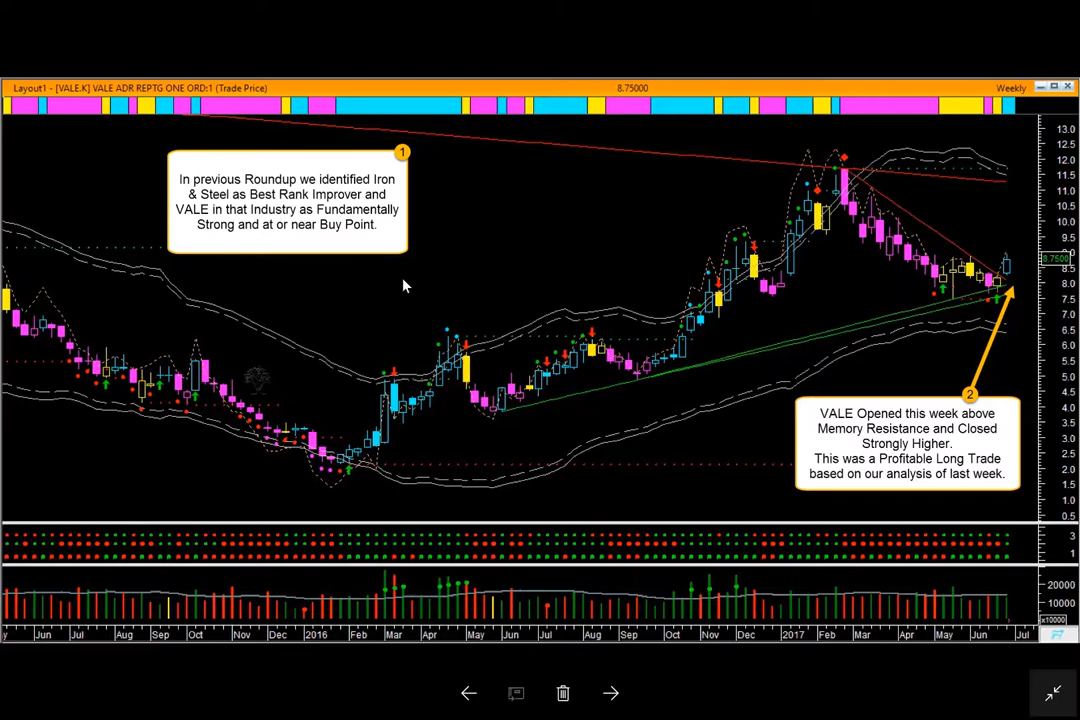 Layout1 - [VALE.K] VALE ADR REPTG ONE ORD:1 (Trade Price) 8.75000 Weekly
1
In previous Roundup we identified Iron
& Steel as Best Rank Improver and
VALE in that Industry as Fundamentally
Strong and at or near Buy Point.
13.0
12.5
12.0
11.5
11.0
10.5
10.0
9.5
9.0
8.7500
8.5
8.0
7.5
7.0
6.5
6.0
5.5
5.0
4.5
4.0
3.5
3.0
2.5
2.0
1.5
1.0
0.5
2
VALE Opened this week above
Memory Resistance and Closed
Strongly Higher.
This was a Profitable Long Trade
based on our analysis of last week.
3
1
20000
10000
x10000
y Jun Jul Aug Sep Oct Nov Dec 2016 Feb Mar Apr May Jun Jul Aug Sep Oct Nov Dec 2017 Feb Mar Apr May Jun Jul